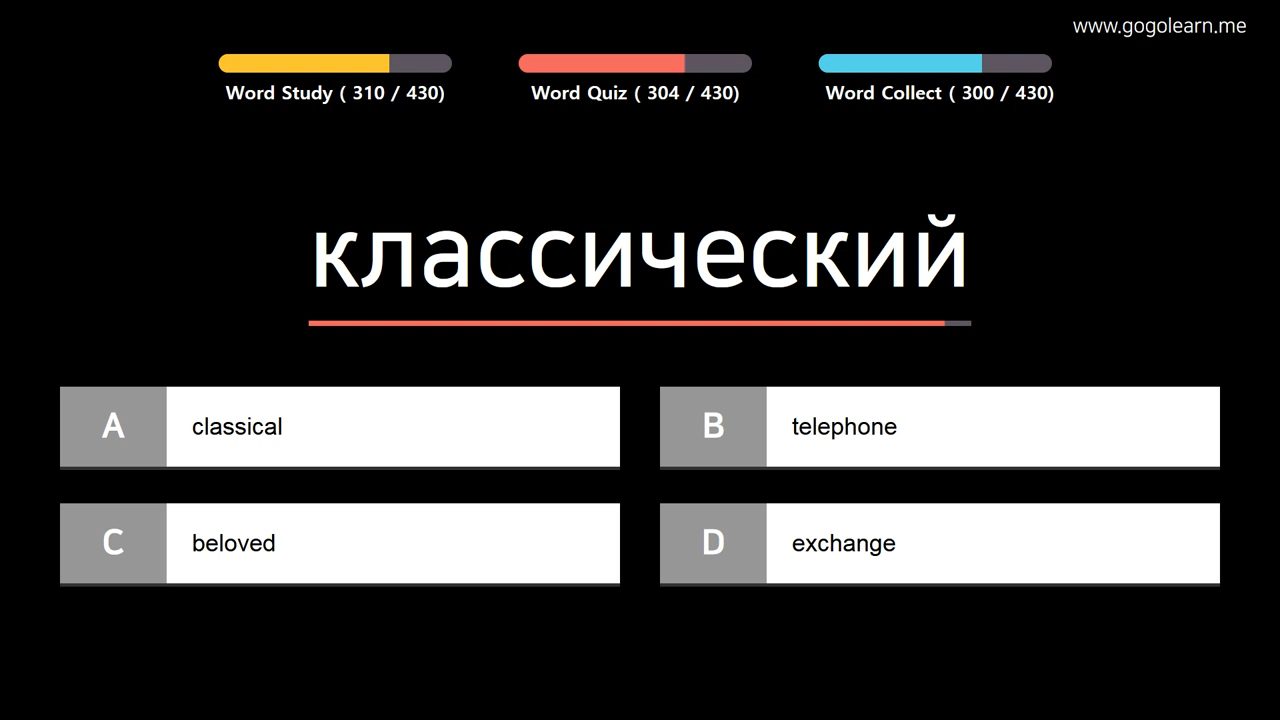 www.gogolearn.me
Word Study ( 310 / 430)
Word Quiz ( 304 / 430)
Word Collect ( 300 / 430)
классический
A classical
B telephone
C beloved
D exchange